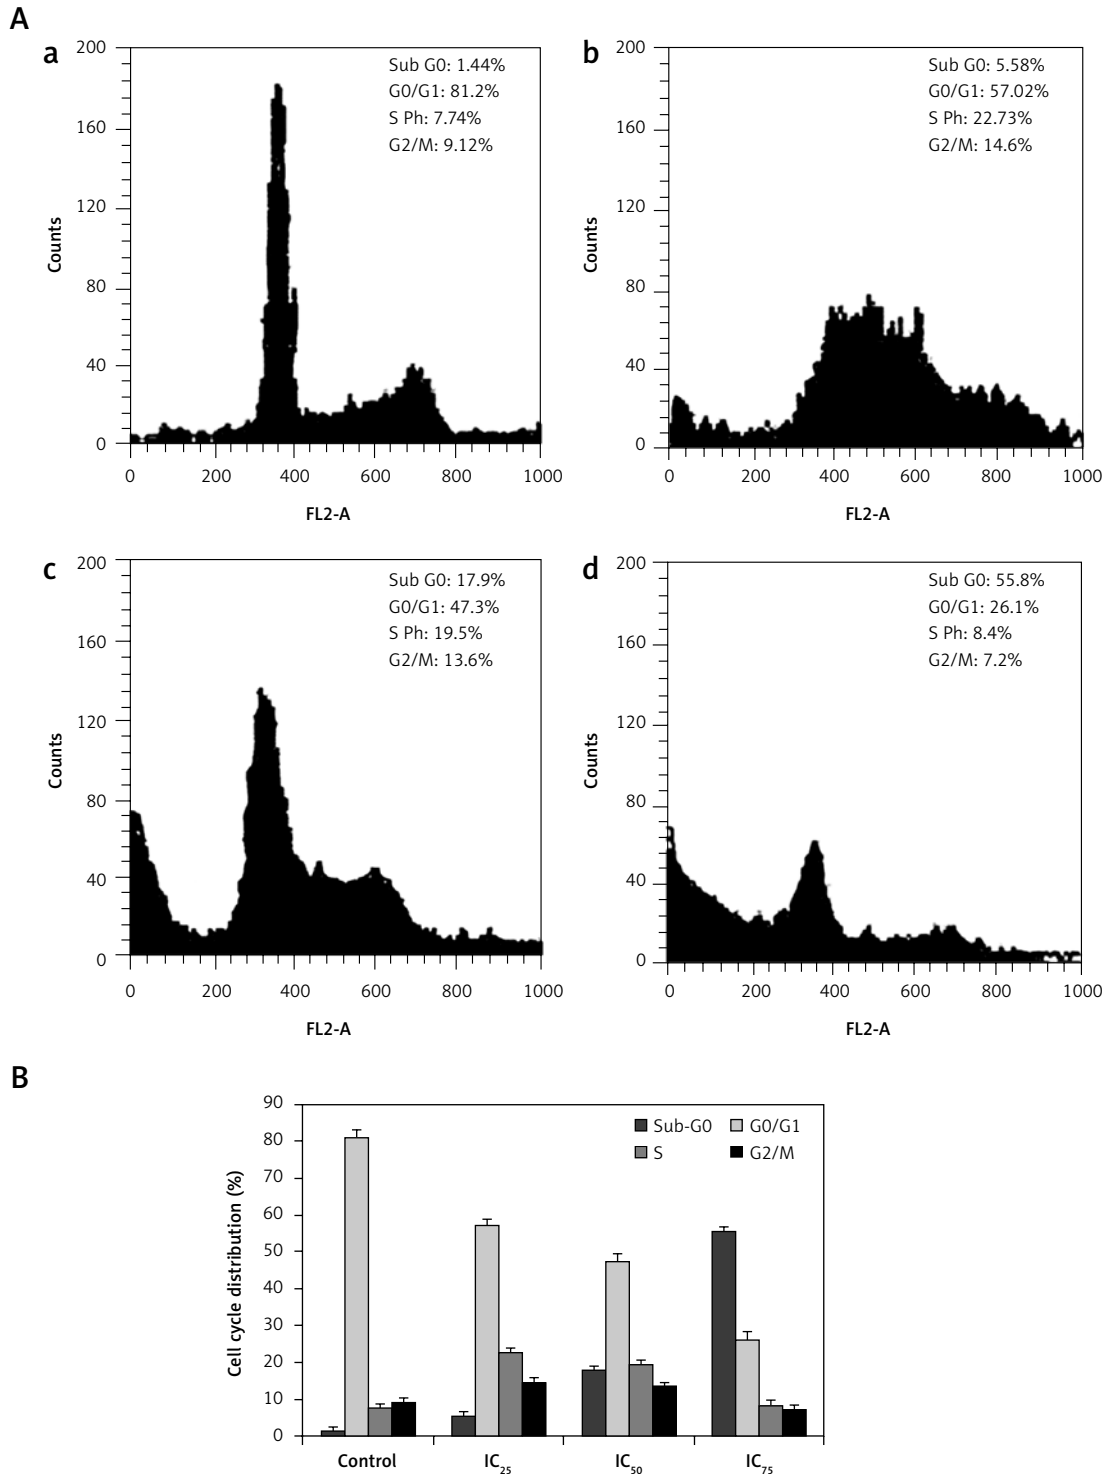 A
a
200
160
120
80
40
0
Counts
Sub G0: 1.44%
G0/G1: 81.2%
S Ph: 7.74%
G2/M: 9.12%
0 200 400 600 800 1000
FL2-A
b
200
160
120
80
40
0
Counts
Sub G0: 5.58%
G0/G1: 57.02%
S Ph: 22.73%
G2/M: 14.6%
0 200 400 600 800 1000
FL2-A
c
200
160
120
80
40
0
Counts
Sub G0: 17.9%
G0/G1: 47.3%
S Ph: 19.5%
G2/M: 13.6%
0 200 400 600 800 1000
FL2-A
d
200
160
120
80
40
0
Counts
Sub G0: 55.8%
G0/G1: 26.1%
S Ph: 8.4%
G2/M: 7.2%
0 200 400 600 800 1000
FL2-A
B
90
80
70
60
50
40
30
20
10
0
Cell cycle distribution (%)
Sub-G0 G0/G1
S G2/M
Control IC₂₅ IC₅₀ IC₇₅